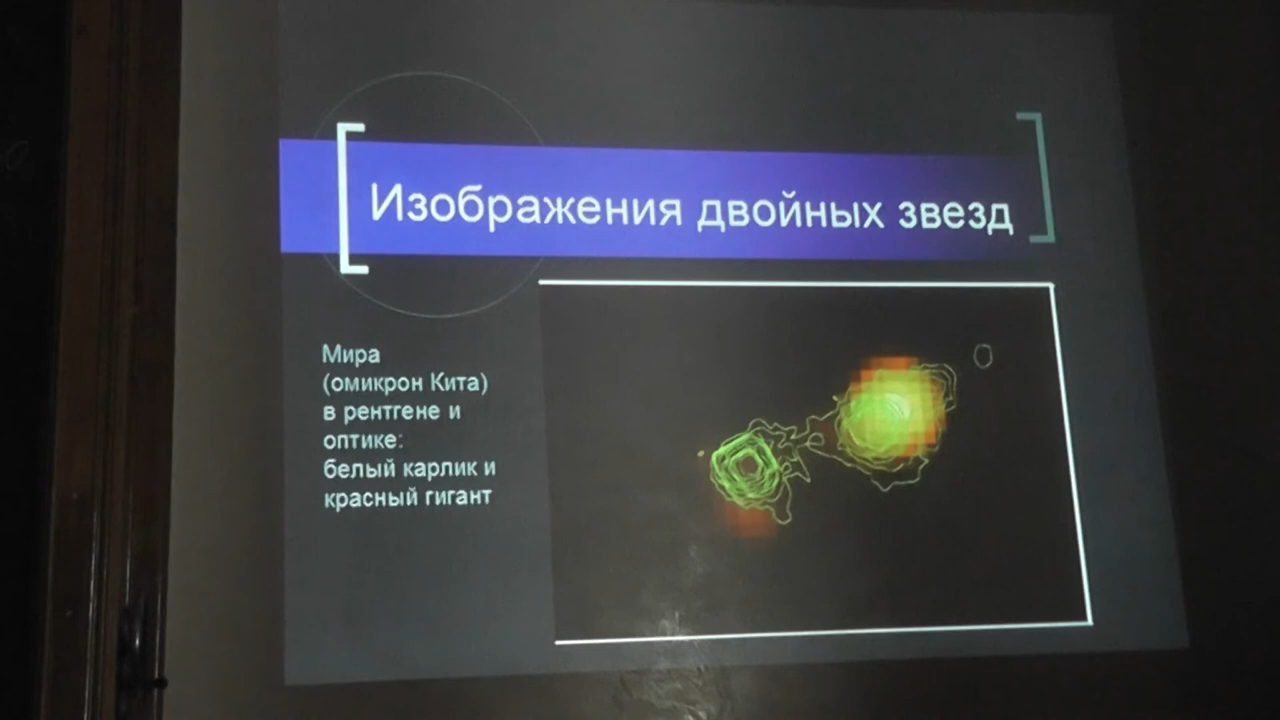 Изображения двойных звезд
Мира
(омикрон Кита)
в рентгене и
оптике:
белый карлик и
красный гигант